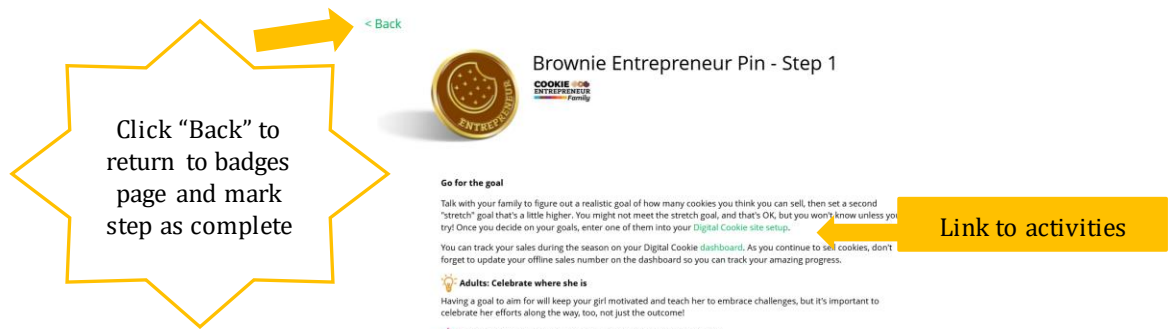 < Back
Brownie Entrepreneur Pin - Step 1
COOKIE
ENTREPRENEUR
Family
ENTREPRENEUR
Click “Back” to
return to badges
page and mark
step as complete
Go for the goal
Talk with your family to figure out a realistic goal of how many cookies you think you can sell, then set a second
"stretch" goal that's a little higher. You might not meet the stretch goal, and that's OK, but you won't know unless you
try! Once you decide on your goals, enter one of them into your Digital Cookie site setup.
Link to activities
You can track your sales during the season on your Digital Cookie dashboard. As you continue to sell cookies, don't
forget to update your offline sales number on the dashboard so you can track your amazing progress.
Adults: Celebrate where she is
Having a goal to aim for will keep your girl motivated and teach her to embrace challenges, but it's important to
celebrate her efforts along the way, too, not just the outcome!